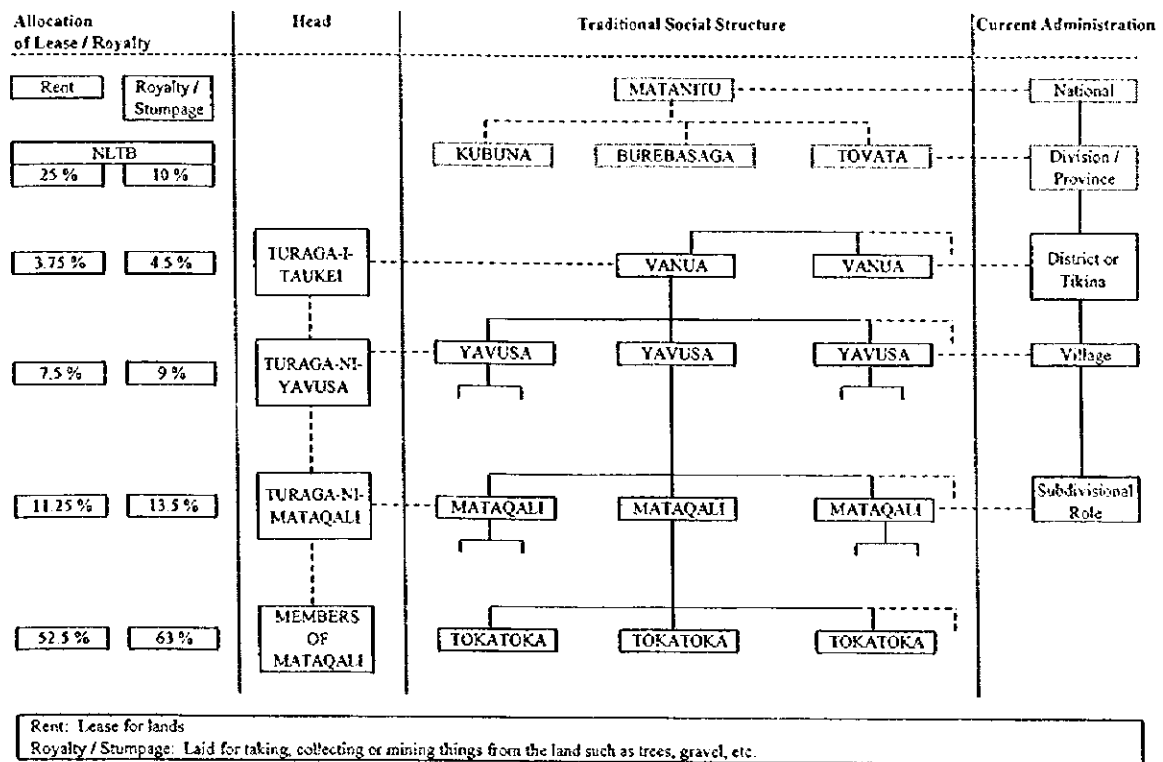 Allocation of Lease / Royalty
Head
Traditional Social Structure
Current Administration
Rent
Royalty / Stumpage
MATANITU
National
NLTB
25 %
10 %
KUBUNA
BUREBASAGA
TOVATA
Division / Province
3.75 %
4.5 %
TURAGA-I-TAUKEI
VANUA
VANUA
District or Tikina
7.5 %
9 %
TURAGA-NI-YAVUSA
YAVUSA
YAVUSA
YAVUSA
Village
11.25 %
13.5 %
TURAGA-NI-MATAQALI
MATAQALI
MATAQALI
MATAQALI
Subdivisional Role
52.5 %
63 %
MEMBERS OF MATAQALI
TOKATOKA
TOKATOKA
TOKATOKA
Rent: Lease for lands
Royalty / Stumpage: Laid for taking, collecting or mining things from the land such as trees, gravel, etc.